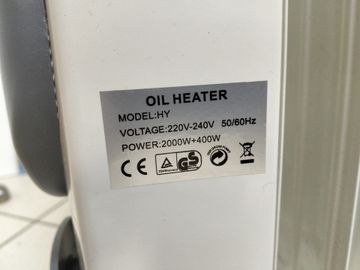 OIL HEATER
MODEL:HY
VOLTAGE:220V-240V 50/60Hz
POWER:2000W+400W
CE GS